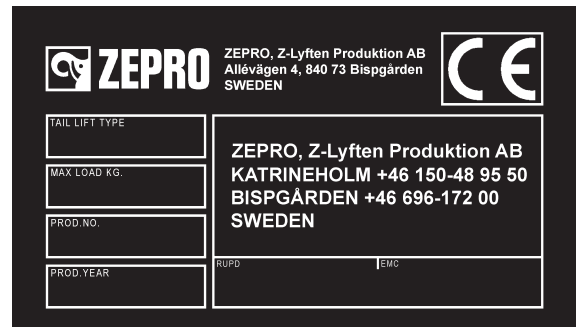 ZEPRO
ZEPRO, Z-Lyften Produktion AB
Allévägen 4, 840 73 Bispgården
SWEDEN
CE
TAIL LIFT TYPE
MAX LOAD KG.
PROD.NO.
PROD.YEAR
ZEPRO, Z-Lyften Produktion AB
KATRINEHOLM +46 150-48 95 50
BISPGÅRDEN +46 696-172 00
SWEDEN
RUPD
EMC